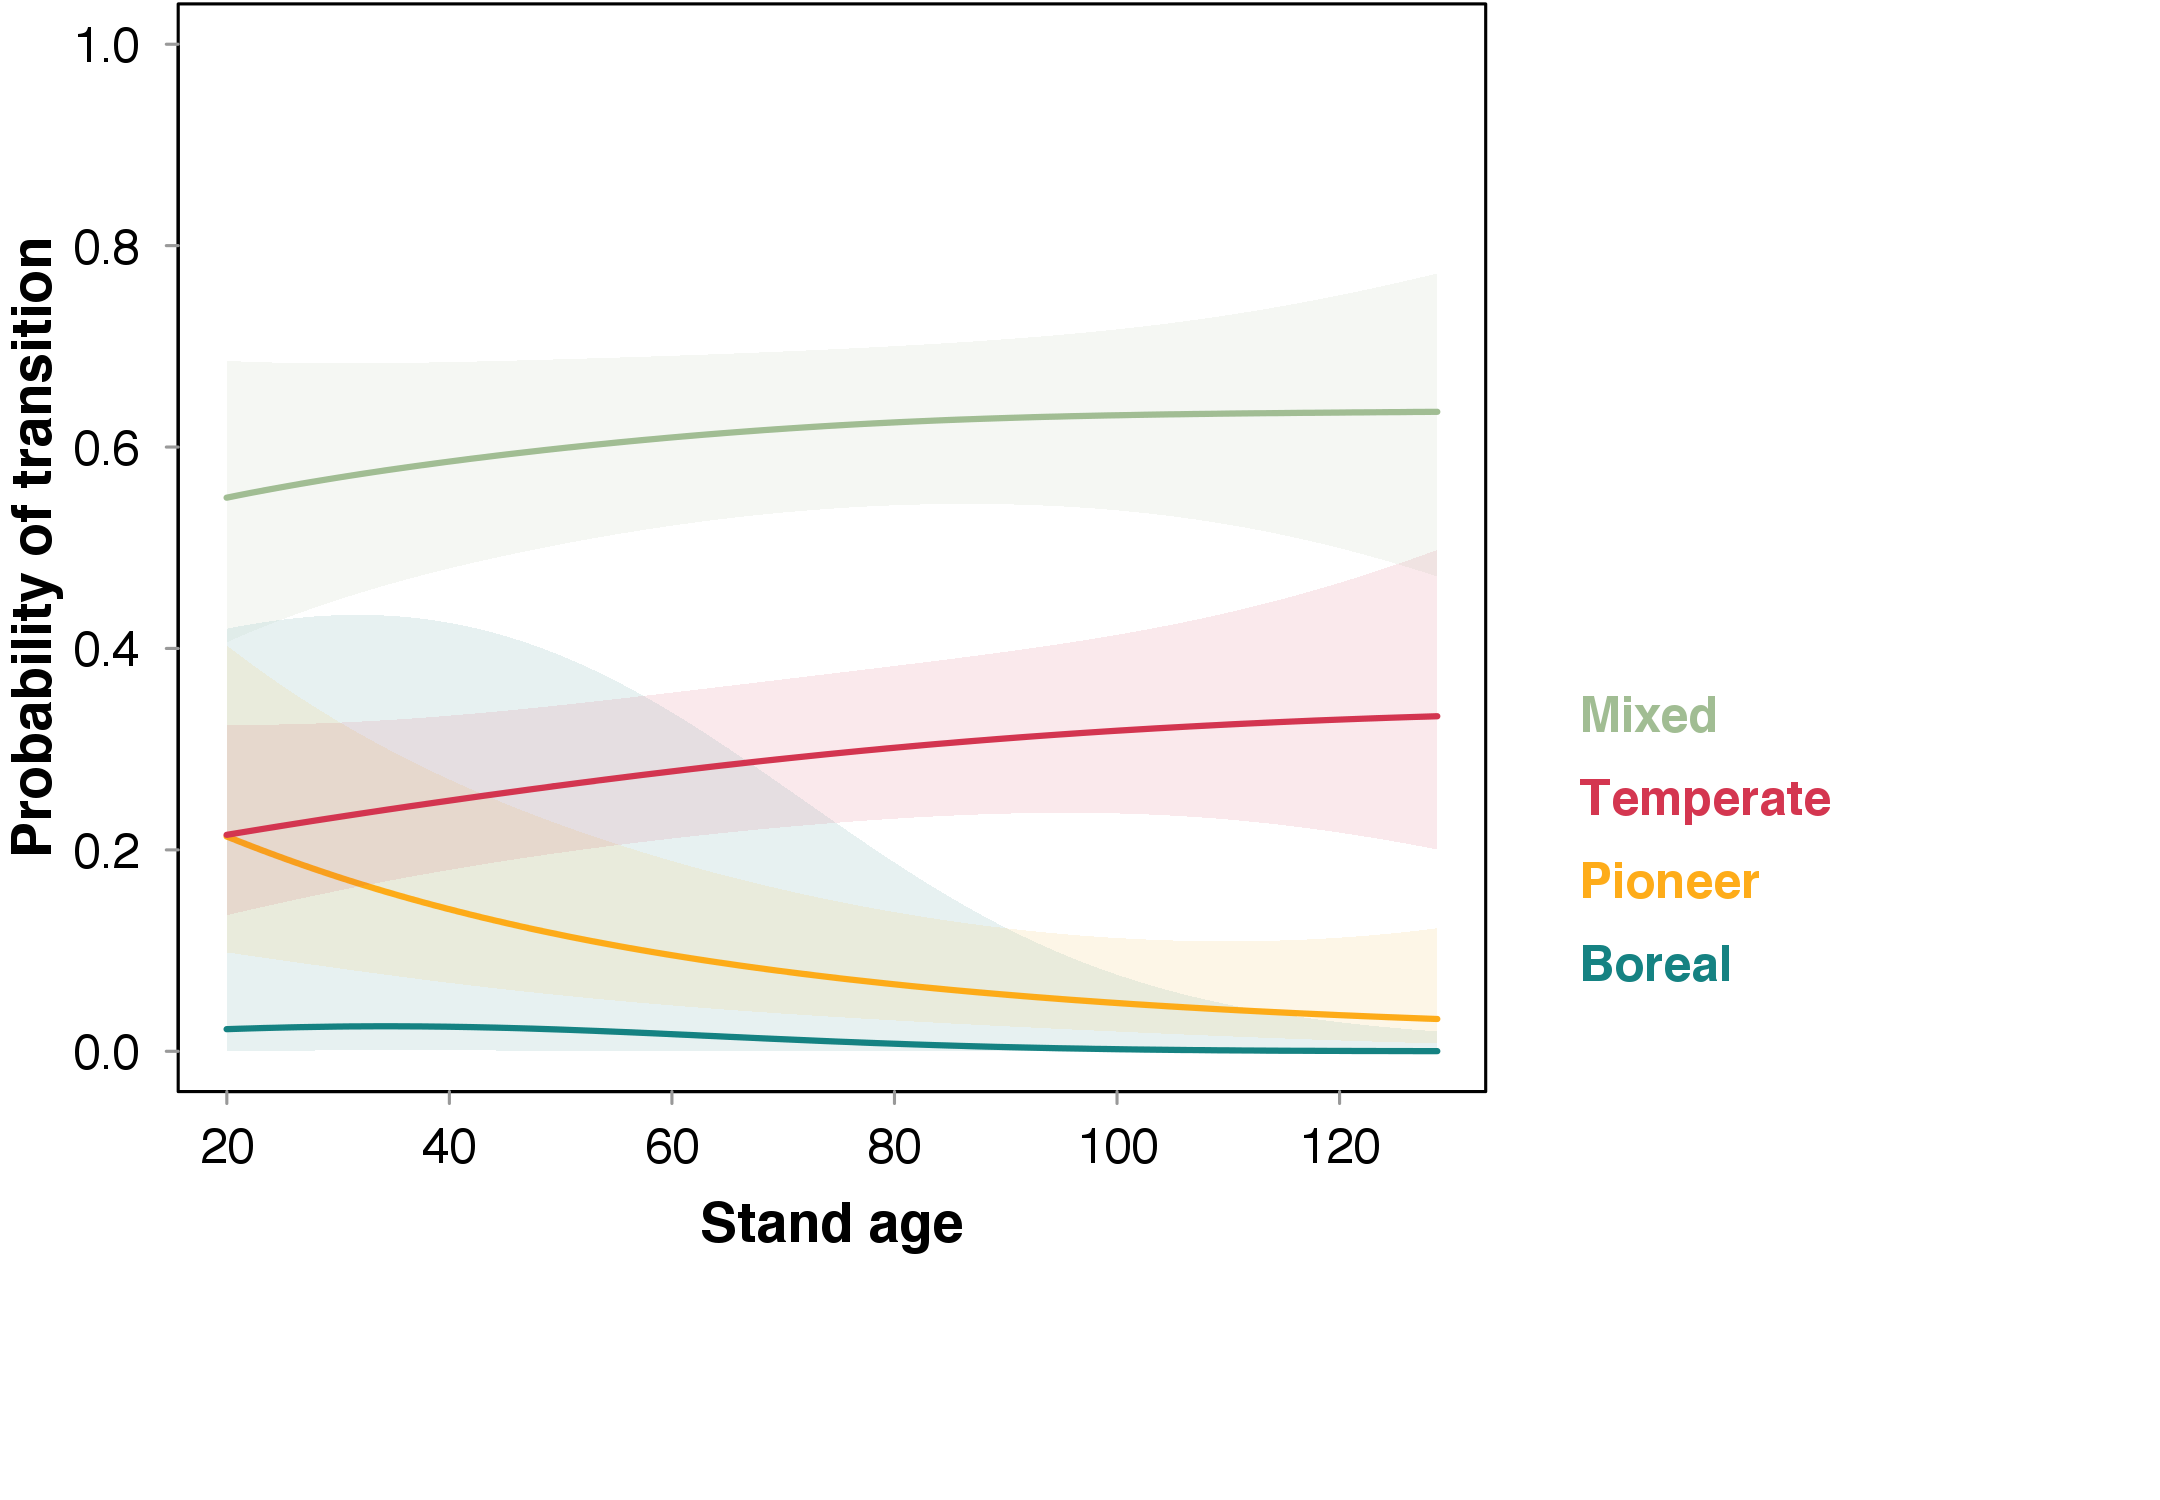 Probability of transition
1.0
0.8
0.6
0.4
0.2
0.0
20 40 60 80 100 120
Stand age
Mixed
Temperate
Pioneer
Boreal